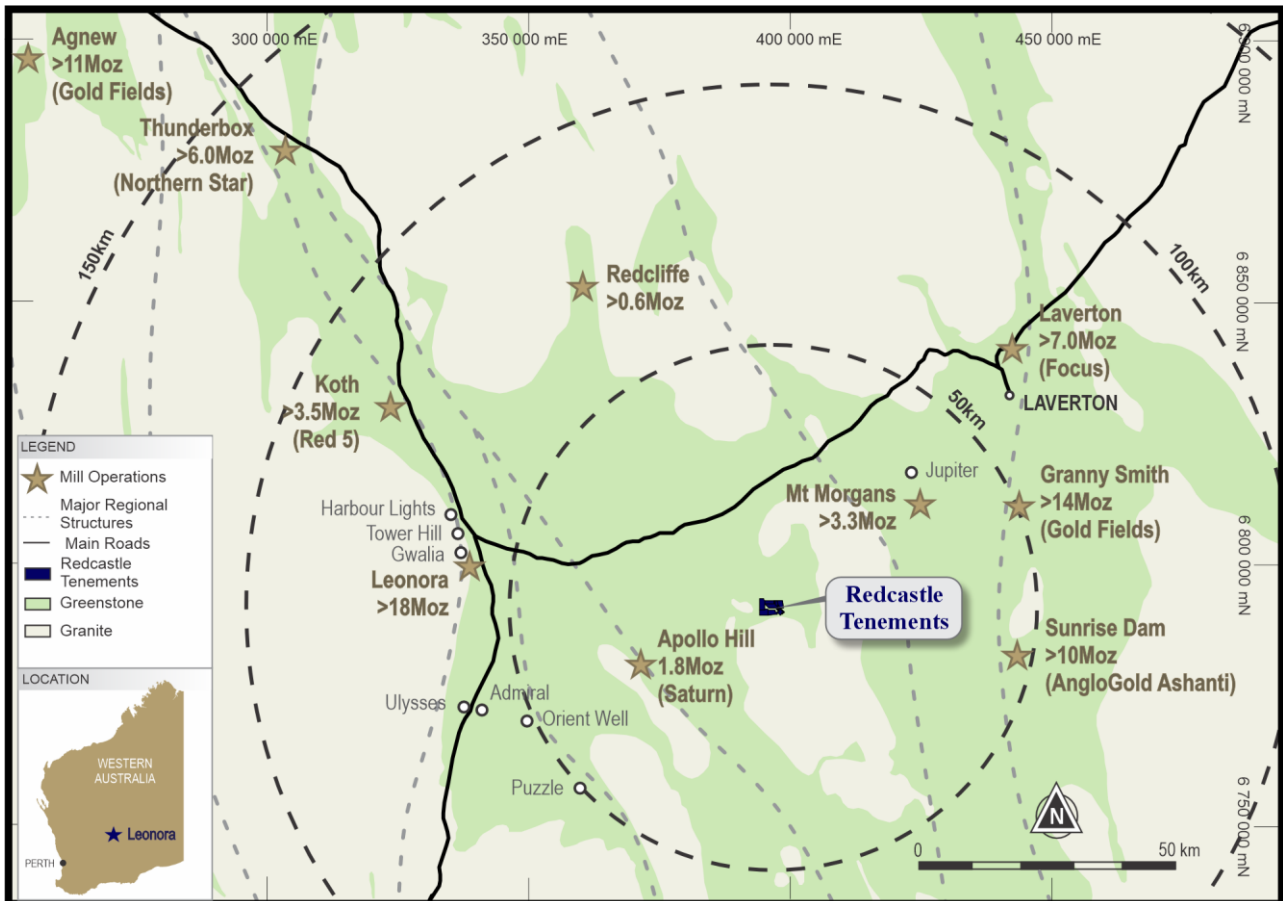 300 000 mE
350 000 mE
400 000 mE
450 000 mE
6 900 000 mN
Agnew
>11Moz
(Gold Fields)
Thunderbox
>6.0Moz
(Northern Star)
150km
100km
Redcliffe
>0.6Moz
6 850 000 mN
Laverton
>7.0Moz
(Focus)
Koth
>3.5Moz
(Red 5)
50km
LAVERTON
Jupiter
Mt Morgans
>3.3Moz
Granny Smith
>14Moz
(Gold Fields)
Harbour Lights
Tower Hill
Gwalia
Leonora
>18Moz
6 800 000 mN
Redcastle
Tenements
Apollo Hill
1.8Moz
(Saturn)
Sunrise Dam
>10Moz
(AngloGold Ashanti)
Ulysses
Admiral
Orient Well
Puzzle
6 750 000 mN
N
0
50 km
LEGEND
Mill Operations
Major Regional
Structures
Main Roads
Redcastle
Tenements
Greenstone
Granite
LOCATION
WESTERN
AUSTRALIA
Leonora
PERTH